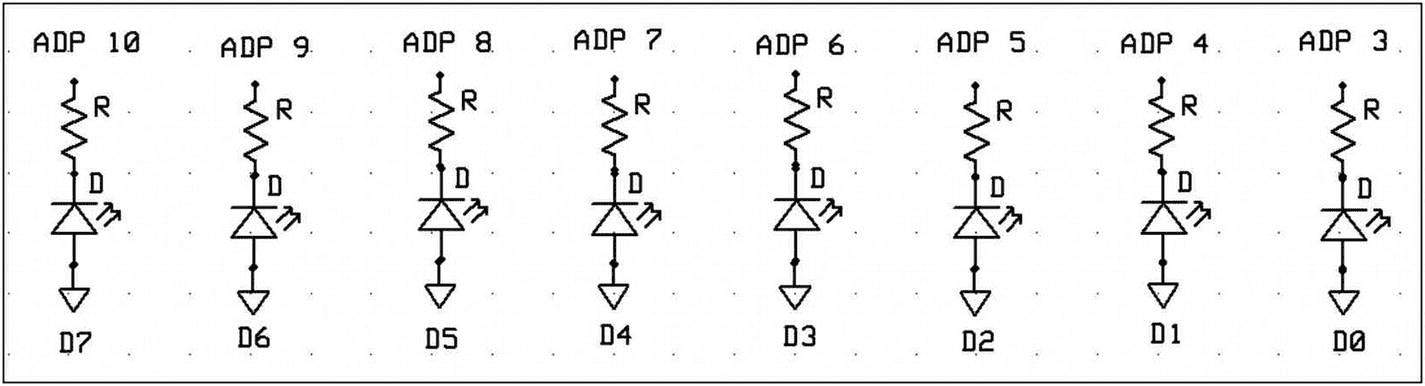 ADP 10 ADP 9 ADP 8 ADP 7 ADP 6 ADP 5 ADP 4 ADP 3
R R R R R R R R
D D D D D D D D
D7 D6 D5 D4 D3 D2 D1 D0